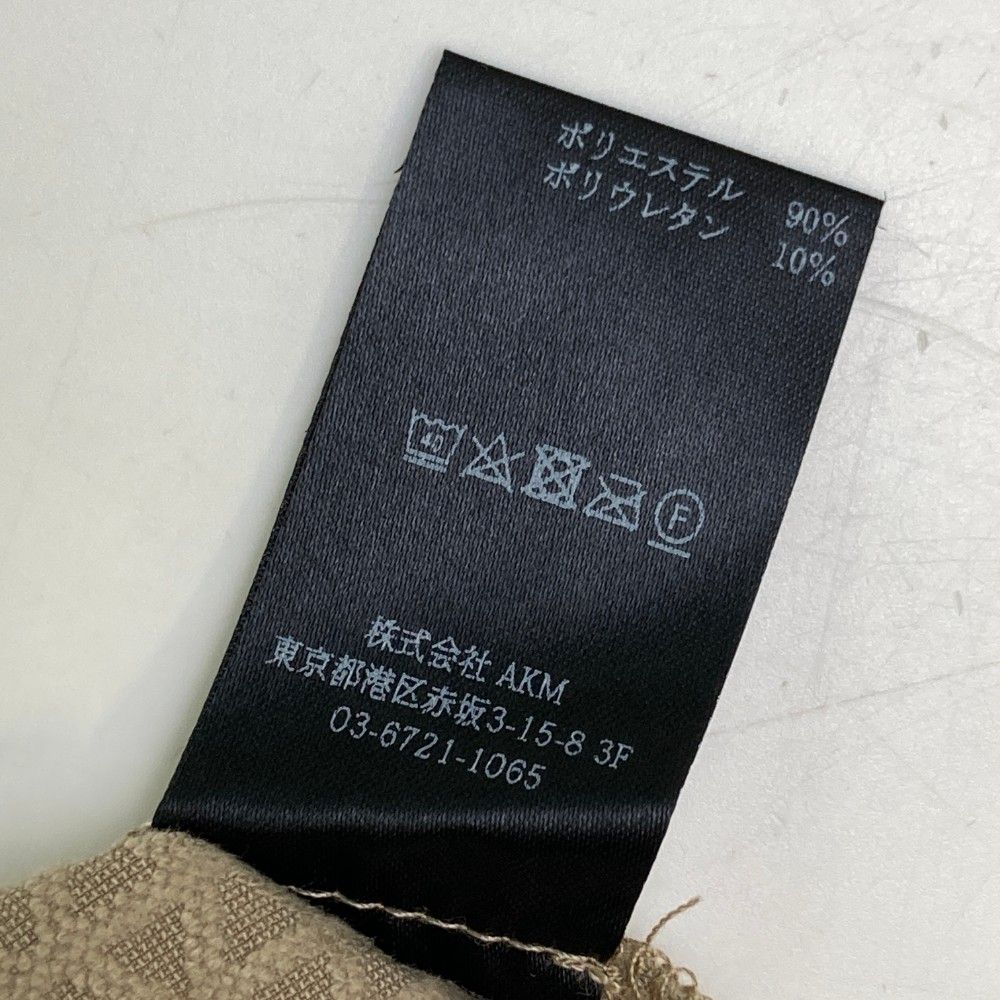 ポリエステル 90%
ポリウレタン 10%
40
F
株式会社 AKM
東京都港区赤坂3-15-8 3F
03-6721-1065